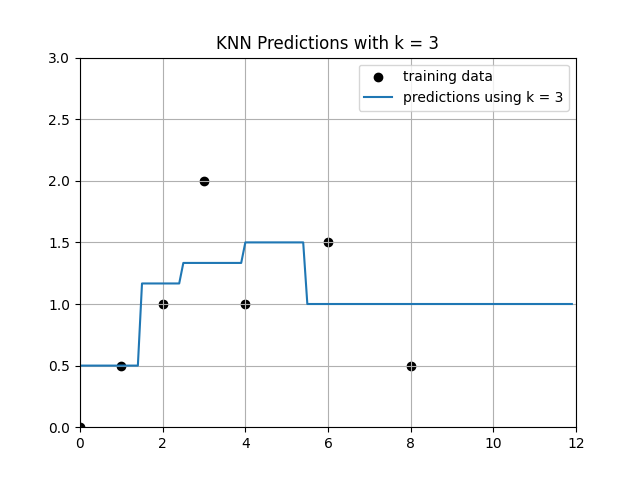 KNN Predictions with k = 3
3.0
2.5
2.0
1.5
1.0
0.5
0.0
training data
predictions using k = 3
0 2 4 6 8 10 12